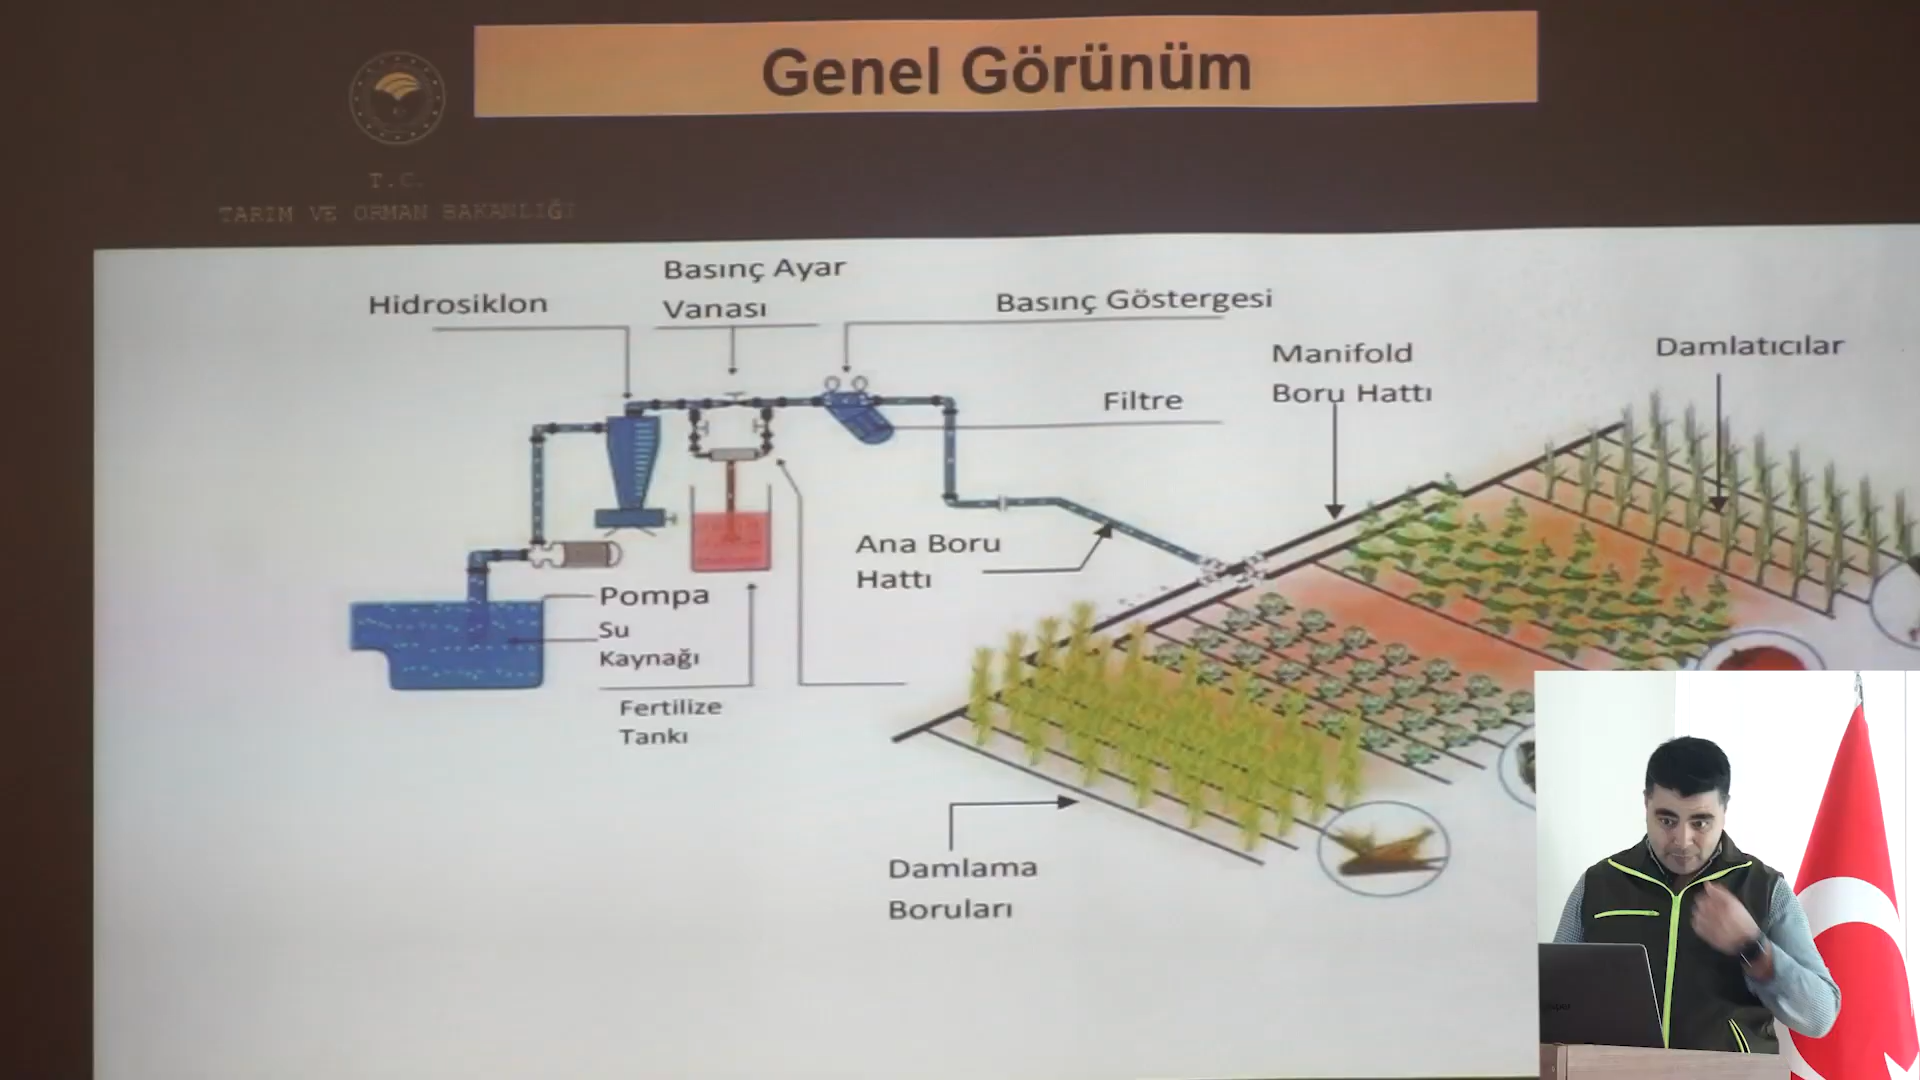 Genel Görünüm
T.C.
TARIM VE ORMAN BAKANLIĞI
Basınç Ayar
Vanası
Hidrosiklon
Basınç Göstergesi
Manifold
Boru Hattı
Damlatıcılar
Filtre
Ana Boru
Hattı
Pompa
Su
Kaynağı
Fertilize
Tankı
Damlama
Boruları